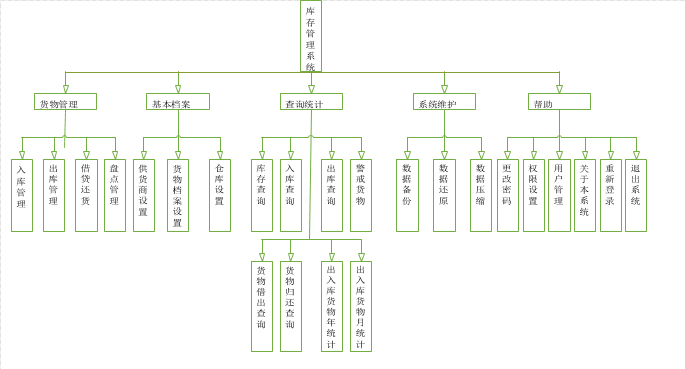 库存管理系统
货物管理
基本档案
查询统计
系统维护
帮助
入库管理
出库管理
借贷还货
盘点管理
供货商设置
货物档案设置
仓库设置
库存查询
入库查询
出库查询
警戒货物
数据备份
数据还原
数据压缩
更改密码
权限设置
用户管理
关于本系统
重新登录
退出系统
货物借出查询
货物归还查询
出入库货物年统计
出入库货物月统计